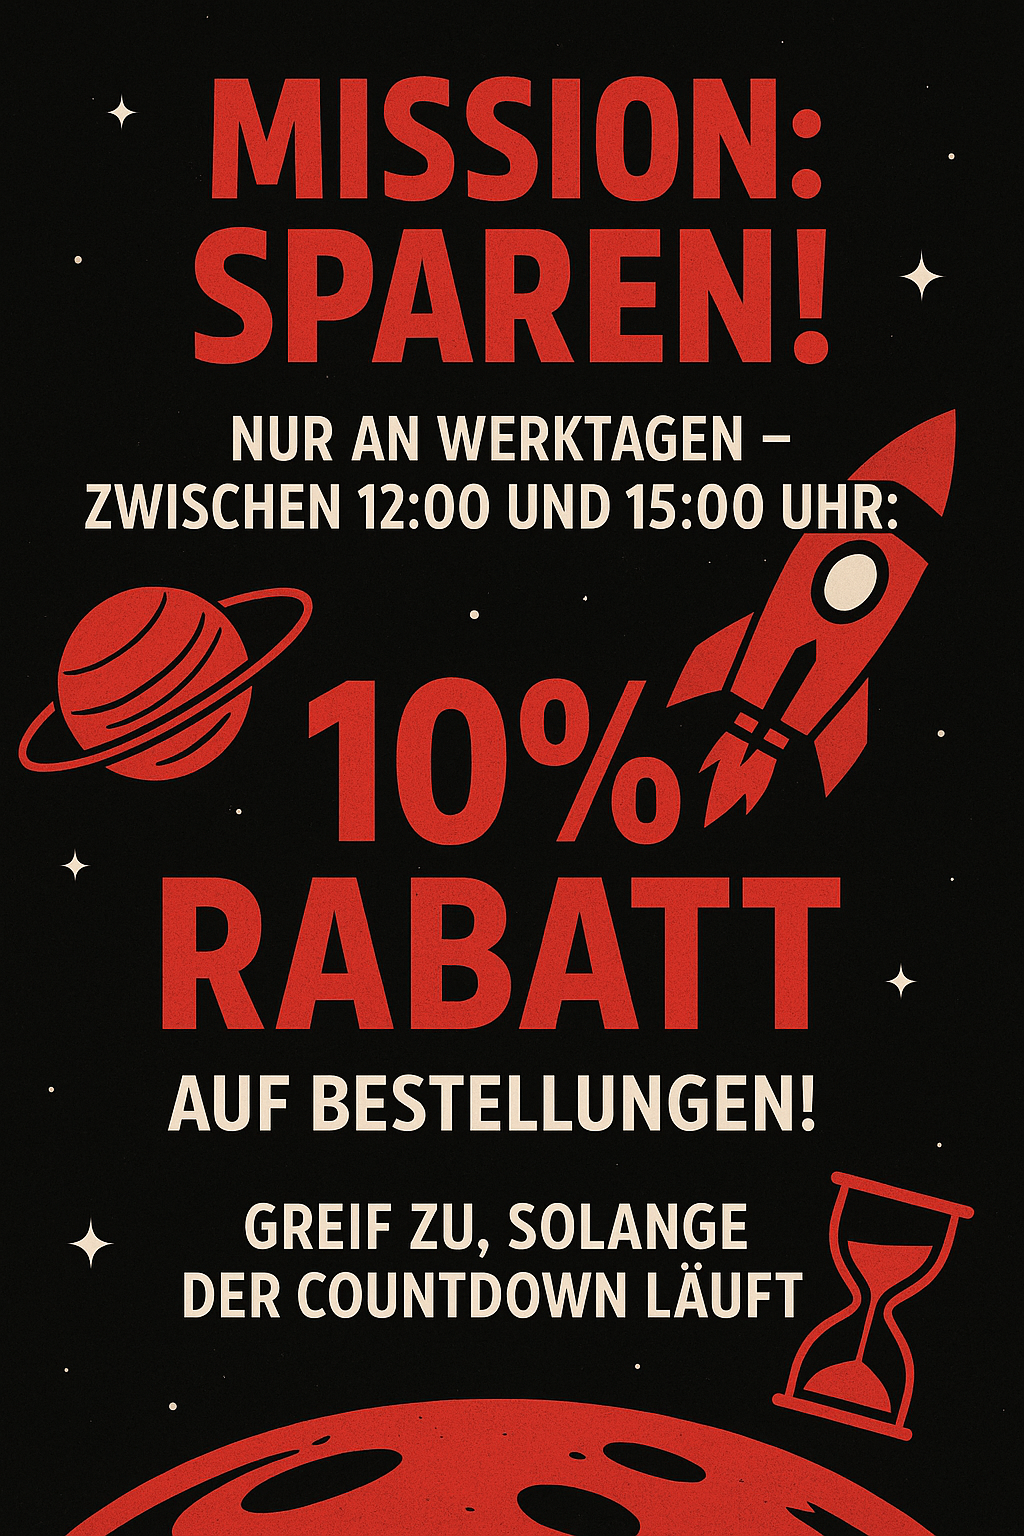 MISSION:
SPAREN!
NUR AN WERKTAGEN –
ZWISCHEN 12:00 UND 15:00 UHR:
10%
RABATT
AUF BESTELLUNGEN!
GREIF ZU, SOLANGE
DER COUNTDOWN LÄUFT